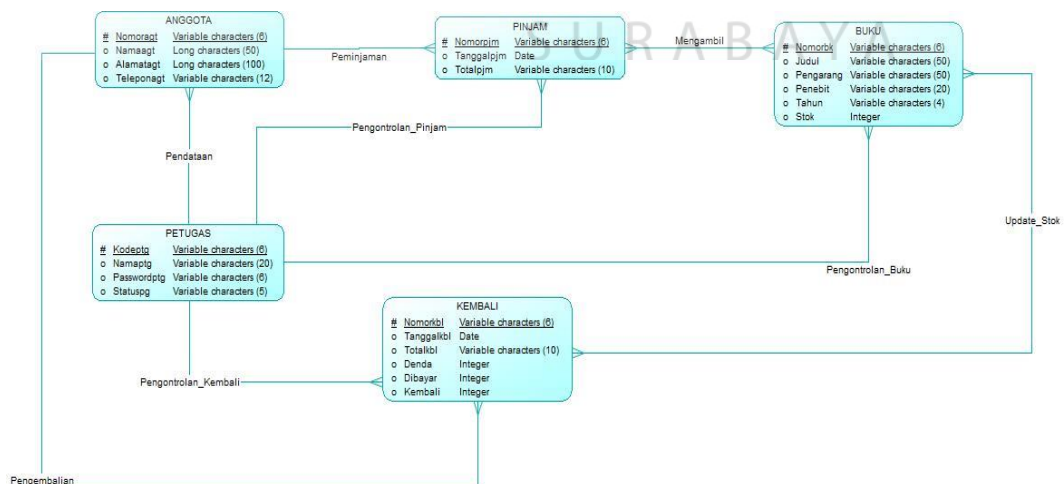 SURABAYA
ANGGOTA
# Nomoragt Variable characters (6)
o Namaagt Long characters (50)
o Alamatagt Long characters (100)
o Teleponagt Variable characters (12)
Peminjaman
PINJAM
# Nomorpjm Variable characters (6)
o Tanggalpjm Date
o Totalpjm Variable characters (10)
Mengambil
BUKU
# Nomorbk Variable characters (6)
o Judul Variable characters (50)
o Pengarang Variable characters (50)
o Penebit Variable characters (20)
o Tahun Variable characters (4)
o Stok Integer
Pengontrolan_Pinjam
Pendataan
Update_Stok
PETUGAS
# Kodeptg Variable characters (6)
o Namaptg Variable characters (20)
o Passwordptg Variable characters (6)
o Statuspg Variable characters (5)
Pengontrolan_Buku
KEMBALI
# Nomorkbl Variable characters (6)
o Tanggalkbl Date
o Totalkbl Variable characters (10)
o Denda Integer
o Dibayar Integer
o Kembali Integer
Pengontrolan_Kembali
Pengembalian